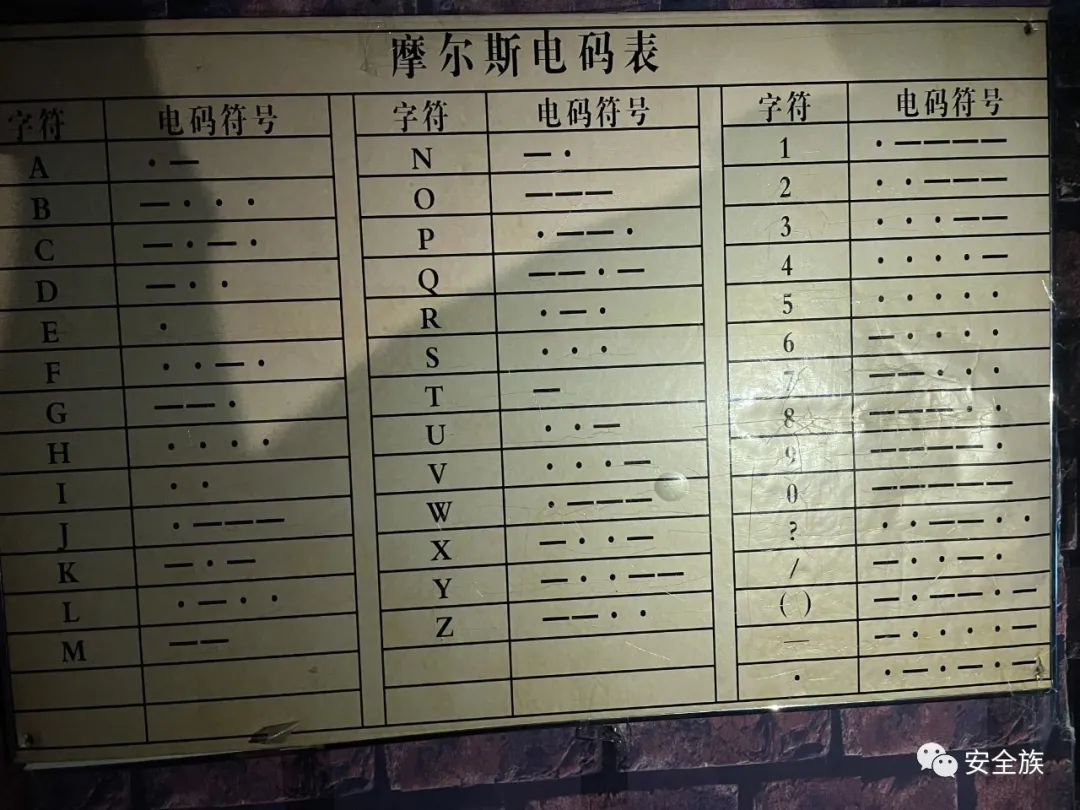 摩尔斯电码表
字符 电码符号 字符 电码符号 字符 电码符号
A ·— N —· 1 ·————
B —··· O ——— 2 ··———
C —·—· P ·——· 3 ···——
D —·· Q ——·— 4 ····—
E · R ·—· 5 ·····
F ··—· S ··· 6 —····
G ——· T — 7 ——···
H ···· U ··— 8 ———··
I ·· V ···— 9 ————·
J ·——— W ·——— 0 —————
K —·— X —··— ? ··——··
L ·—·· Y —··—— / —··—·
M —— Z ——·· ( ) —·——·—
— —····—
· ·—·—·—
安全族